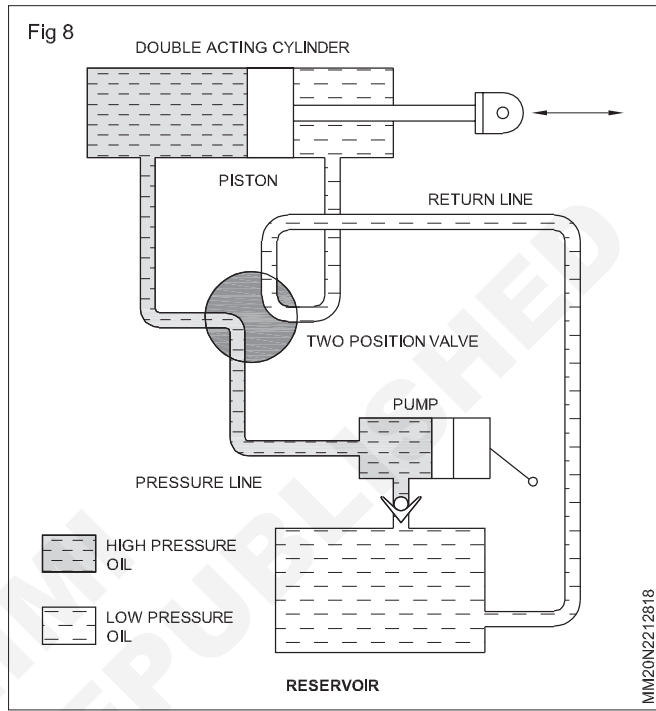 Fig 8
DOUBLE ACTING CYLINDER
PISTON
RETURN LINE
TWO POSITION VALVE
PUMP
PRESSURE LINE
HIGH PRESSURE
OIL
LOW PRESSURE
OIL
RESERVOIR
MM20N2212818